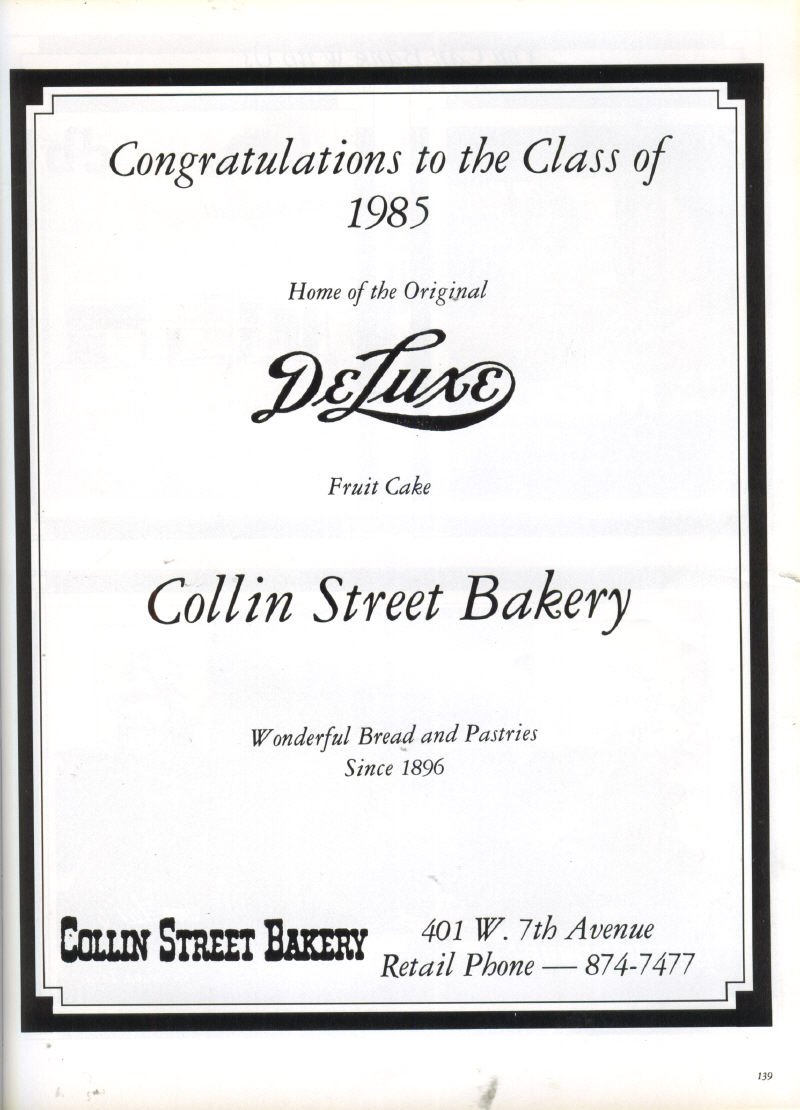 Congratulations to the Class of
1985
Home of the Original
DeLuxe
Fruit Cake
Collin Street Bakery
Wonderful Bread and Pastries
Since 1896
COLLIN STREET BAKERY
401 W. 7th Avenue
Retail Phone — 874-7477
139